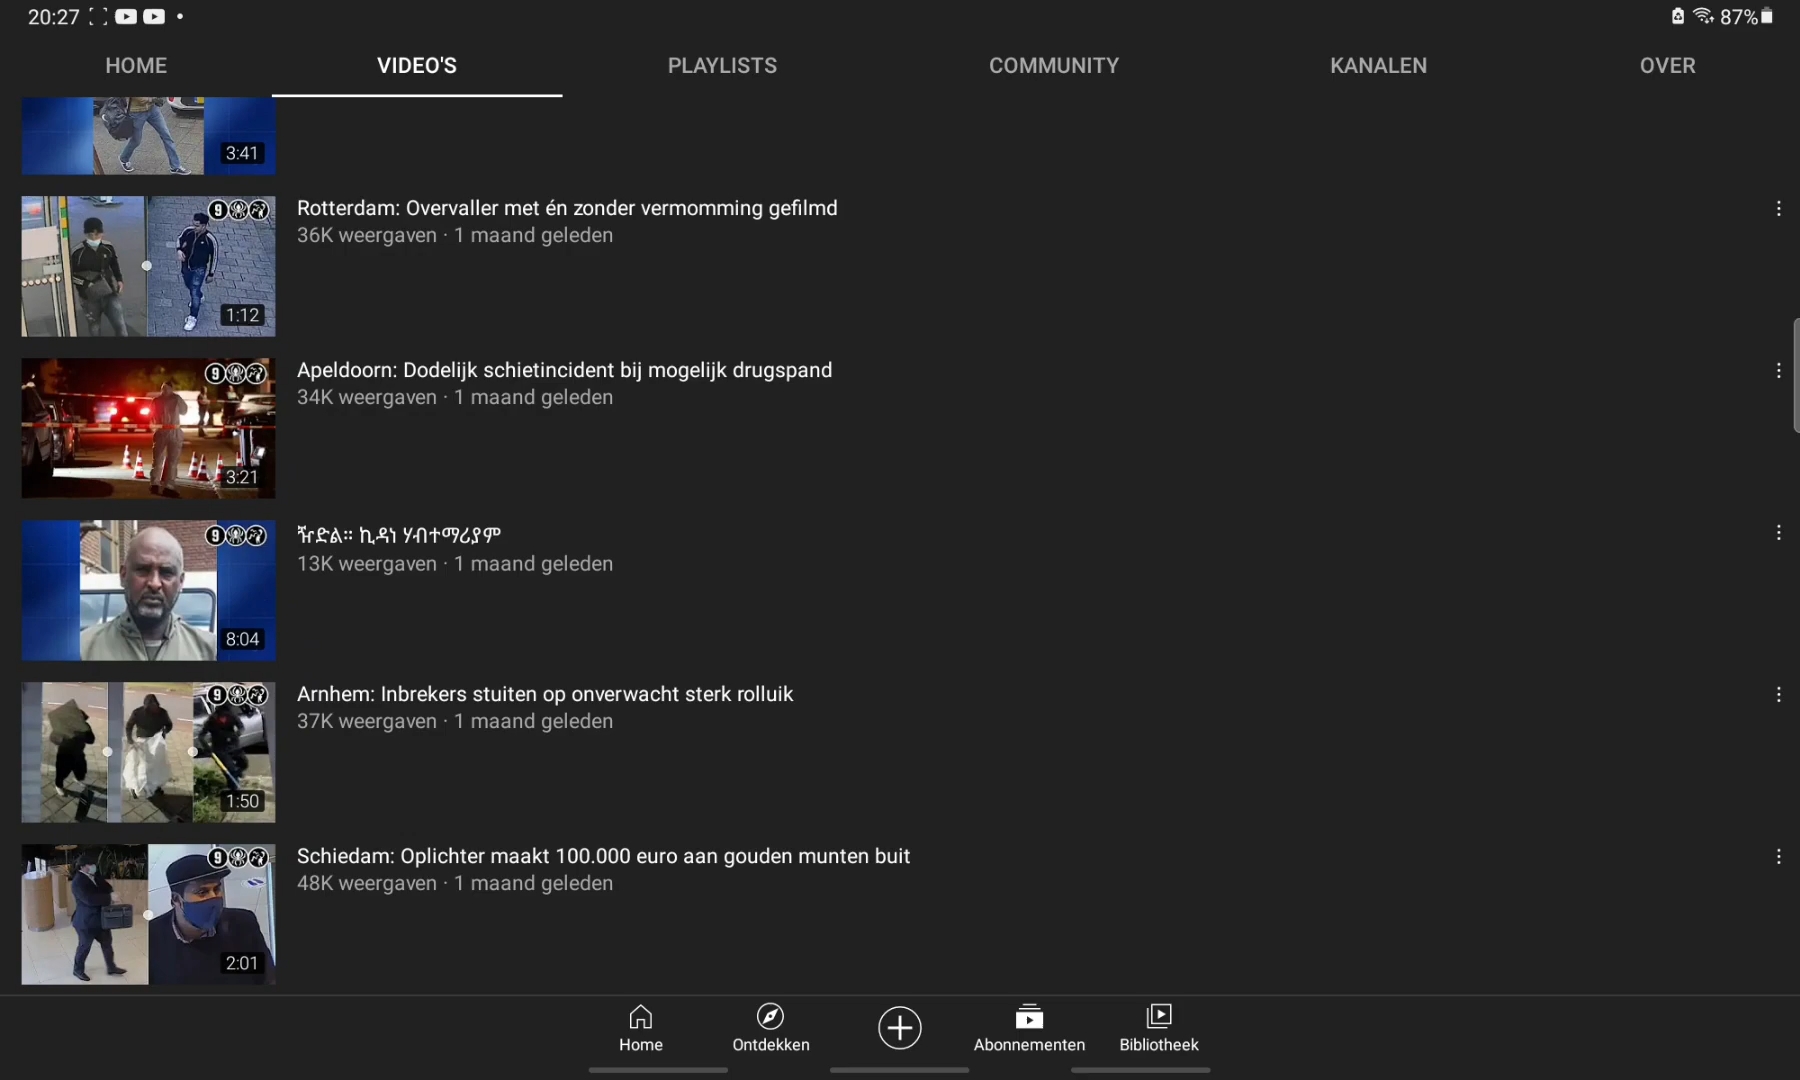 20:27
87%
HOME
VIDEO'S
PLAYLISTS
COMMUNITY
KANALEN
OVER
3:41
Rotterdam: Overvaller met én zonder vermomming gefilmd
36K weergaven · 1 maand geleden
1:12
Apeldoorn: Dodelijk schietincident bij mogelijk drugspand
34K weergaven · 1 maand geleden
3:21
ዥድል። ኪዳነ ሃብተማሪያም
13K weergaven · 1 maand geleden
8:04
Arnhem: Inbrekers stuiten op onverwacht sterk rolluik
37K weergaven · 1 maand geleden
1:50
Schiedam: Oplichter maakt 100.000 euro aan gouden munten buit
48K weergaven · 1 maand geleden
2:01
Home
Ontdekken
Abonnementen
Bibliotheek